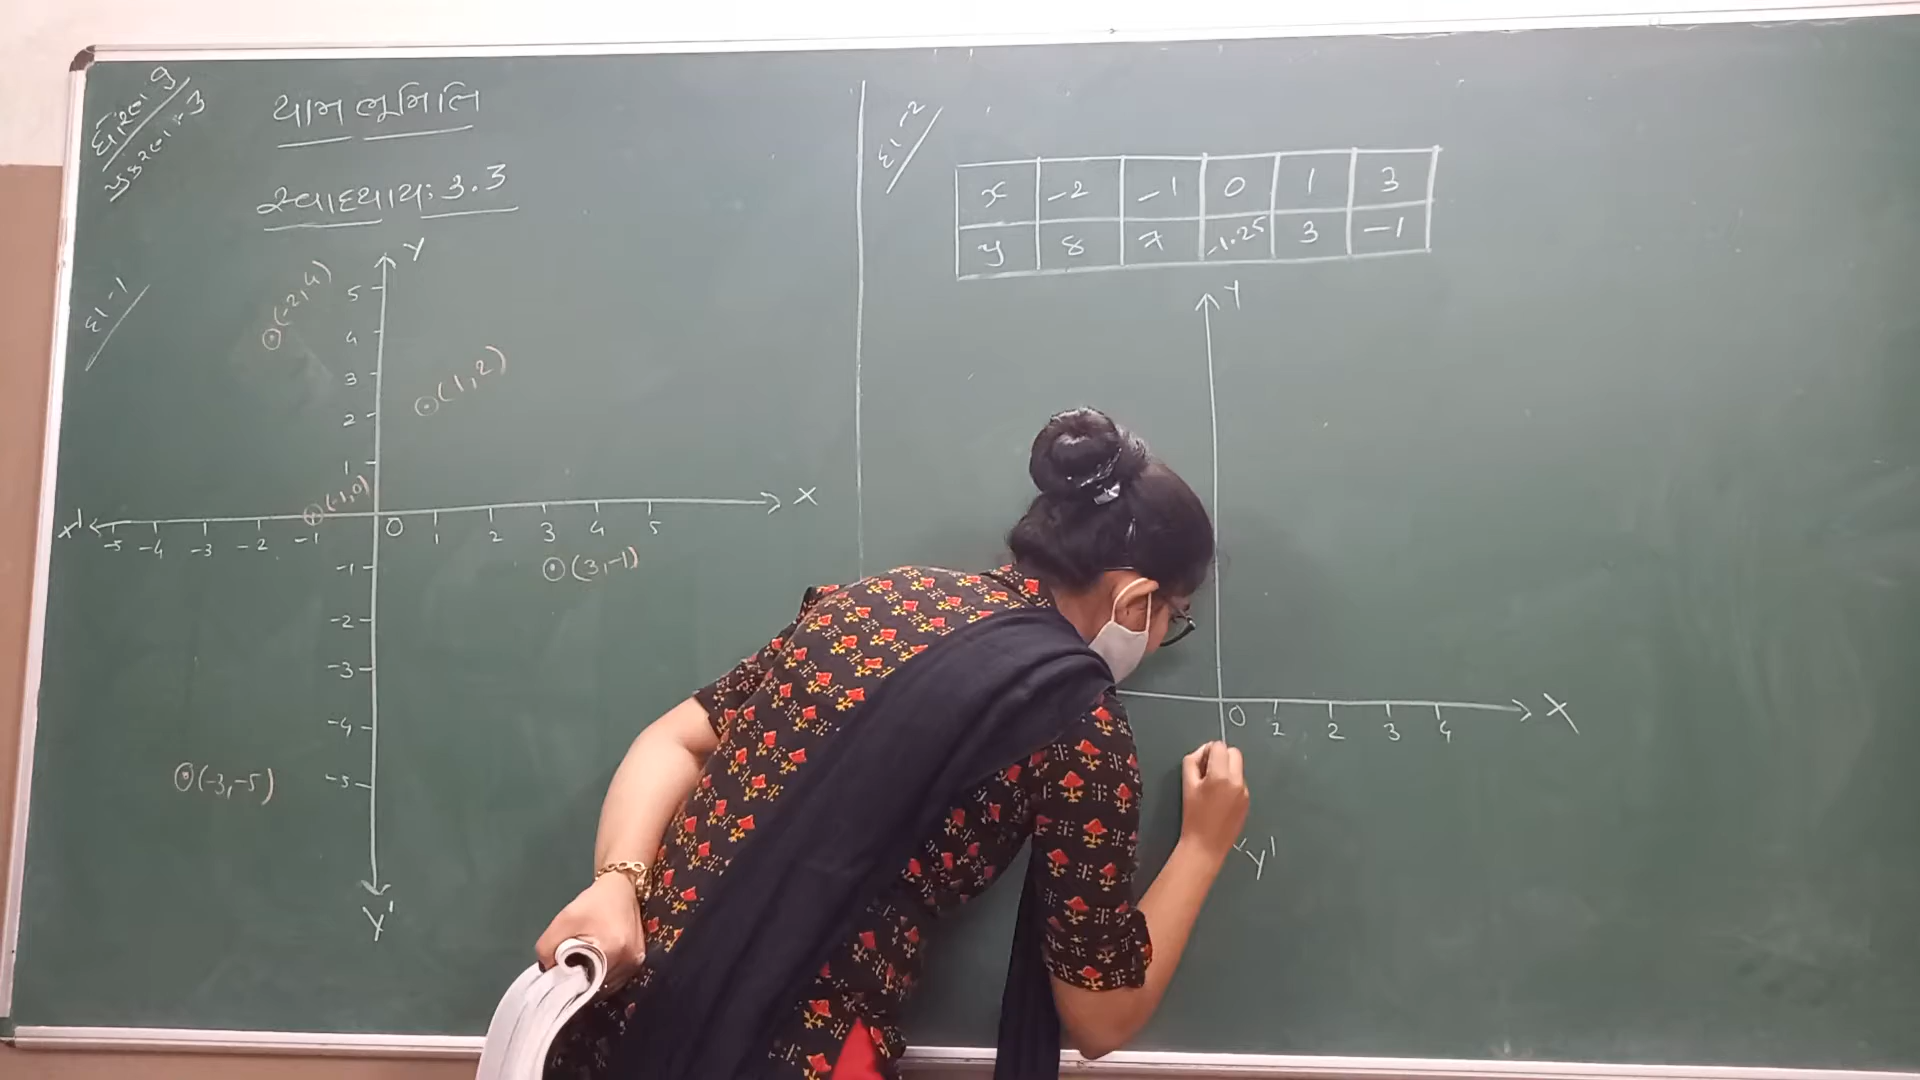 ધોરણ 9
પ્રકરણ-3
યામ ભૂમિતિ
સ્વાધ્યાય: 3.3
દા-1
Y
5
(-2,4)
4
3
(1,2)
2
1
(-1,0)
X' -5 -4 -3 -2 -1 0 1 2 3 4 5 X
-1 (3,-1)
-2
-3
-4
(-3,-5) -5
Y'
દા-2
x -2 -1 0 1 3
y 8 7 -1.25 3 -1
Y
0 1 2 3 4 X
Y'